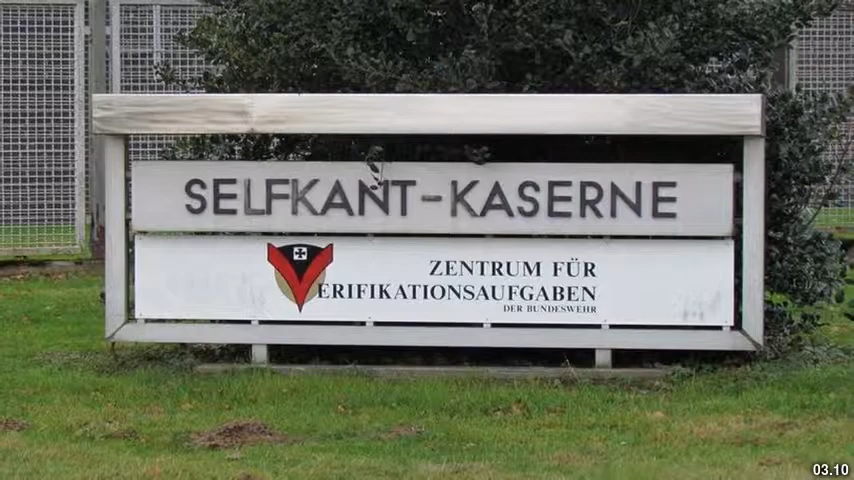 SELFKANT-KASERNE
ZENTRUM FÜR
VERIFIKATIONSAUFGABEN
DER BUNDESWEHR
03.10